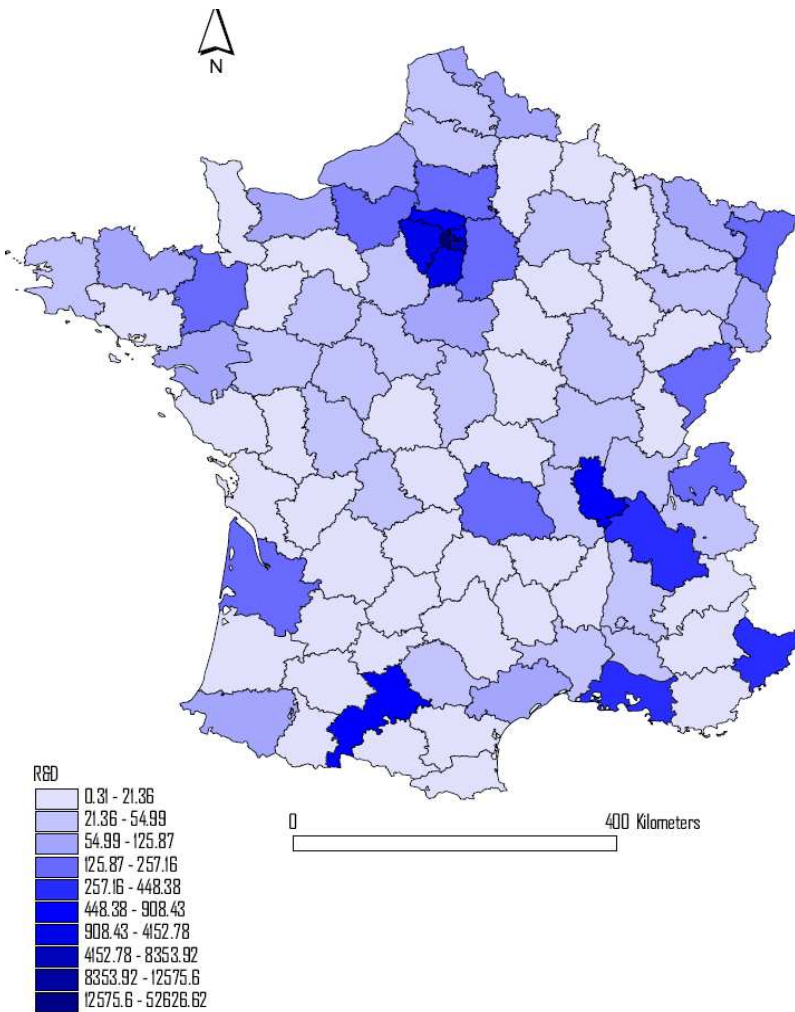 N
R&D
0.31 - 21.36
21.36 - 54.99
54.99 - 125.87
125.87 - 257.16
257.16 - 448.38
448.38 - 908.43
908.43 - 4152.78
4152.78 - 8353.92
8353.92 - 12575.6
12575.6 - 52626.62
0 400 Kilometers